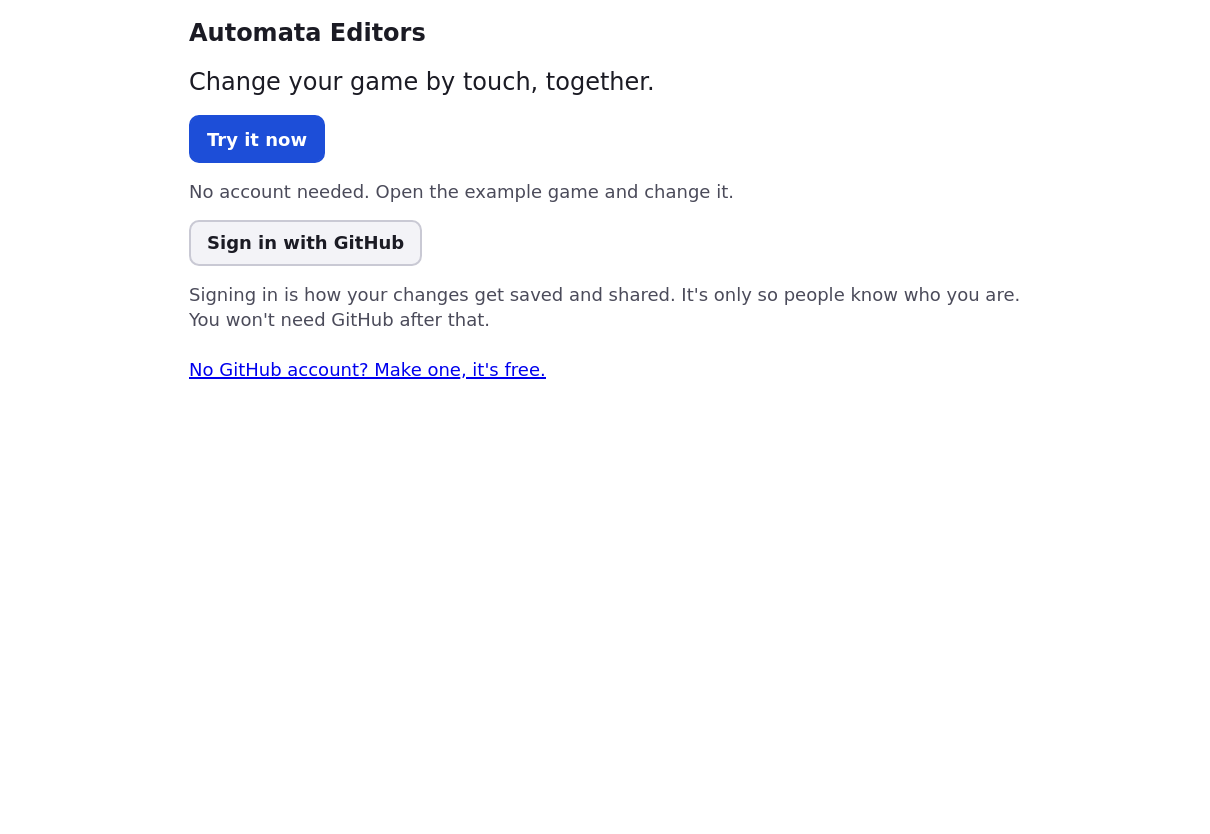 Automata Editors
Change your game by touch, together.
Try it now
No account needed. Open the example game and change it.
Sign in with GitHub
Signing in is how your changes get saved and shared. It's only so people know who you are.
You won't need GitHub after that.
No GitHub account? Make one, it's free.